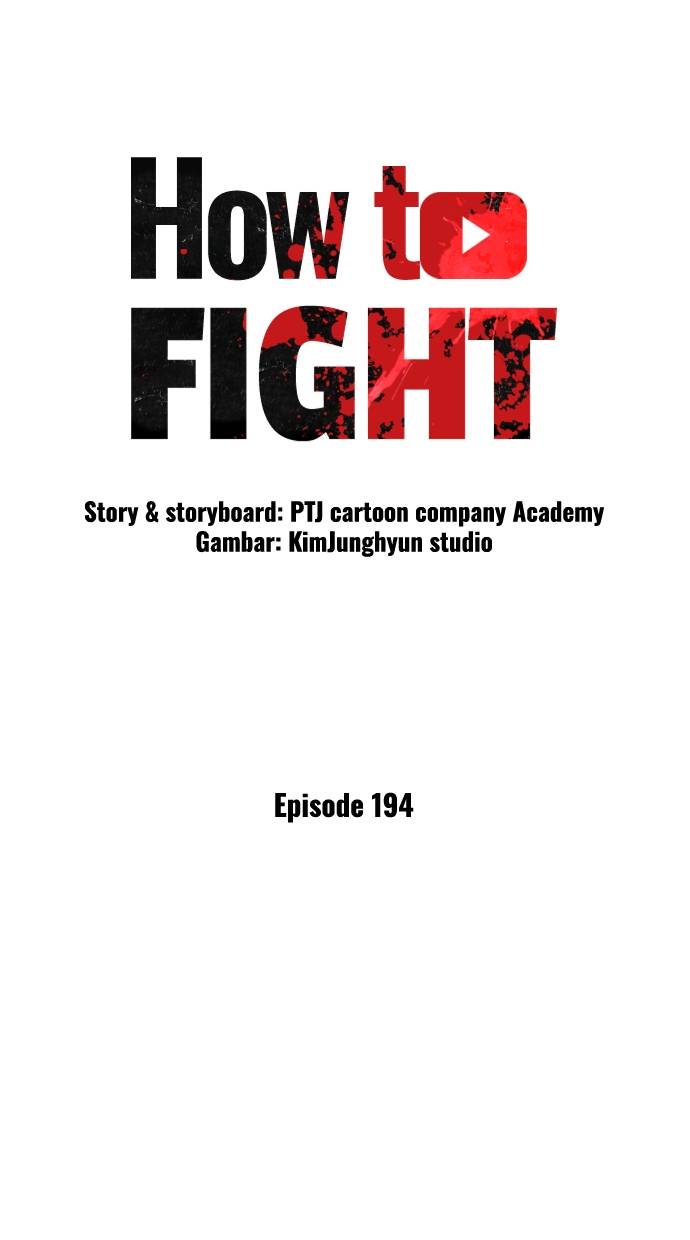 How to
FIGHT
Story & storyboard: PTJ cartoon company Academy
Gambar: KimJunghyun studio
Episode 194